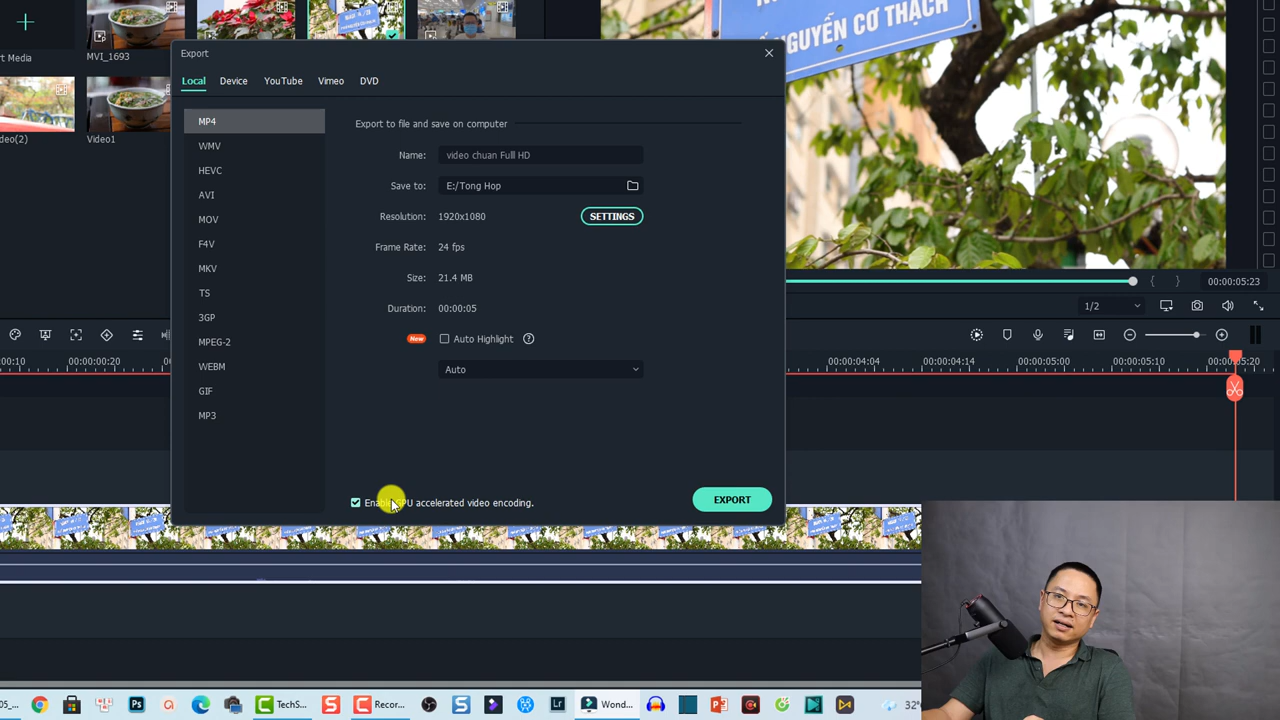 NGUYỄN CƠ THẠCH
rt Media
MVI_1693
deo(2)
Video1
Export
Local
Device
YouTube
Vimeo
DVD
MP4
WMV
HEVC
AVI
MOV
F4V
MKV
TS
3GP
MPEG-2
WEBM
GIF
MP3
Export to file and save on computer
Name: video chuan Full HD
Save to: E:/Tong Hop
Resolution: 1920x1080
SETTINGS
Frame Rate: 24 fps
Size: 21.4 MB
Duration: 00:00:05
New Auto Highlight ?
Auto
Enable GPU accelerated video encoding.
EXPORT
00:00:05:23
1/2
00:10
00:00:00:20
00:00:04:04
00:00:04:14
00:00:05:00
00:00:05:10
00:00:05:20
05_...
Ps
TechS...
Recor...
Lr
Wond...
32°